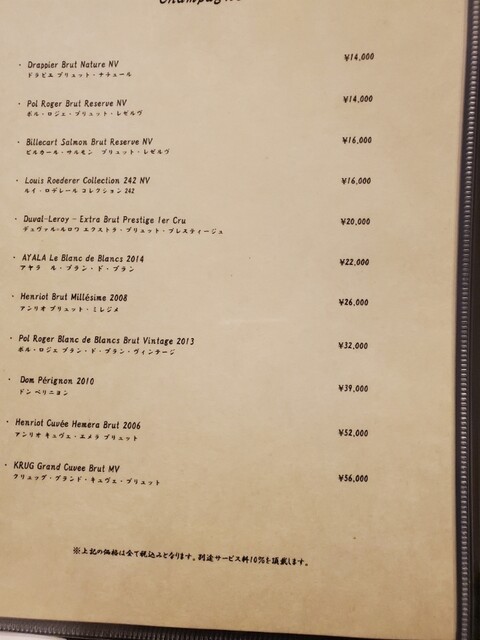 Champagne
・ Drappier Brut Nature NV ¥14,000
ドラピエ ブリュット・ナチュール
・ Pol Roger Brut Reserve NV ¥14,000
ポル・ロジェ・ブリュット・レゼルヴ
・ Billecart Salmon Brut Reserve NV ¥16,000
ビルカール・サルモン ブリュット・レゼルヴ
・ Louis Roederer Collection 242 NV ¥16,000
ルイ・ロデレール コレクション 242
・ Duval-Leroy - Extra Brut Prestige 1er Cru ¥20,000
デュヴァル・ルロワ エクストラ・ブリュット・プレスティージュ
・ AYALA Le Blanc de Blancs 2014 ¥22,000
アヤラ ル・ブラン・ド・ブラン
・ Henriot Brut Millésime 2008 ¥26,000
アンリオ ブリュット・ミレジメ
・ Pol Roger Blanc de Blancs Brut Vintage 2013 ¥32,000
ポル・ロジェ ブラン・ド・ブラン・ヴィンテージ
・ Dom Pérignon 2010 ¥39,000
ドン ペリニヨン
・ Henriot Cuvée Hemera Brut 2006 ¥52,000
アンリオ キュヴェ・エメラ ブリュット
・ KRUG Grand Cuvee Brut MV ¥56,000
クリュッグ・グランド・キュヴェ・ブリュット
※上記の価格は全て税込みとなります。別途サービス料10%を頂戴します。